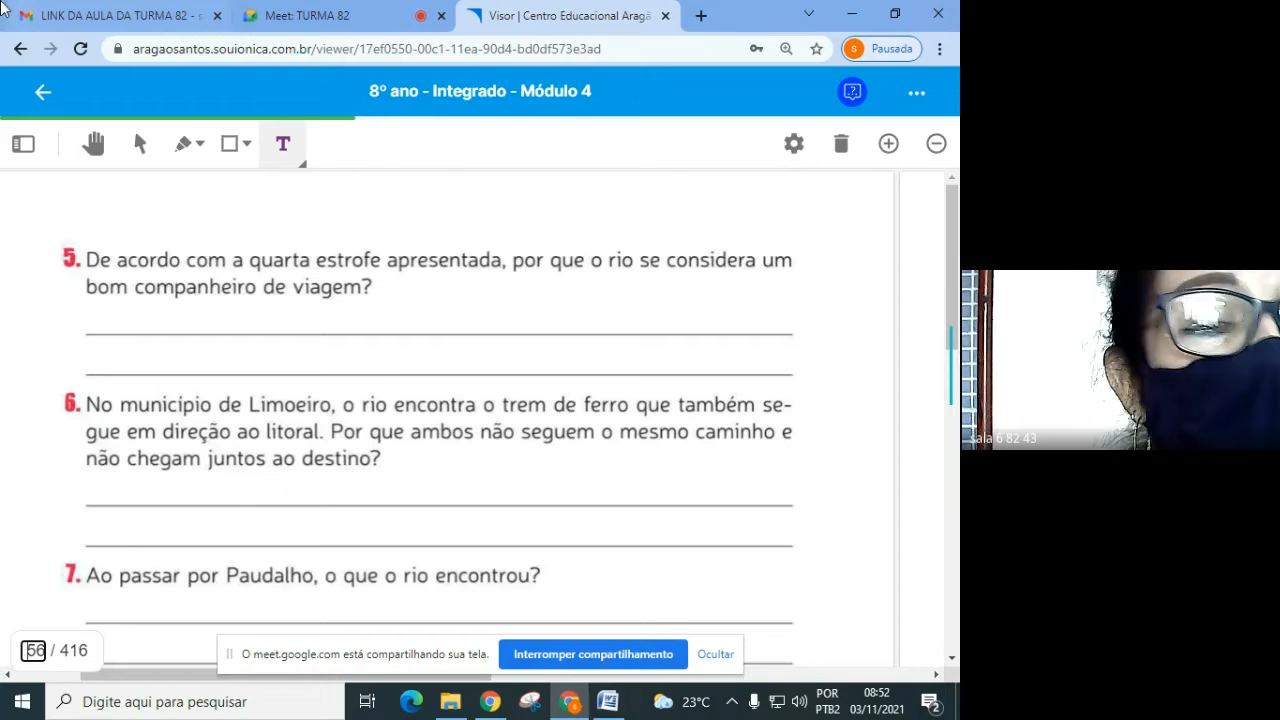 LINK DA AULA DA TURMA 82 - s
Meet: TURMA 82
Visor | Centro Educacional Aragã
aragaosantos.souionica.com.br/viewer/17ef0550-00c1-11ea-90d4-bd0df573e3ad
S
Pausada
8º ano - Integrado - Módulo 4
T
5. De acordo com a quarta estrofe apresentada, por que o rio se considera um
bom companheiro de viagem?
6. No município de Limoeiro, o rio encontra o trem de ferro que também se-
gue em direção ao litoral. Por que ambos não seguem o mesmo caminho e
não chegam juntos ao destino?
7. Ao passar por Paudalho, o que o rio encontrou?
sala 6 82 43
56 / 416
O meet.google.com está compartilhando sua tela.
Interromper compartilhamento
Ocultar
Digite aqui para pesquisar
23°C
POR
PTB2
08:52
03/11/2021
2